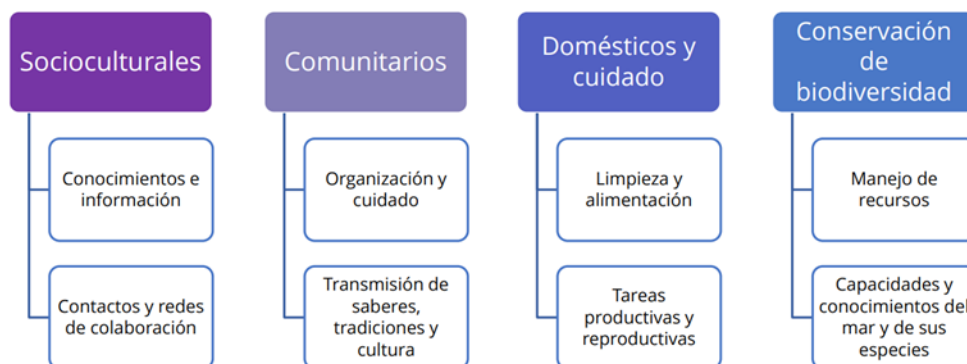 Socioculturales
Conocimientos e
información
Contactos y redes
de colaboración
Comunitarios
Organización y
cuidado
Transmisión de
saberes,
tradiciones y
cultura
Domésticos y
cuidado
Limpieza y
alimentación
Tareas
productivas y
reproductivas
Conservación
de
biodiversidad
Manejo de
recursos
Capacidades y
conocimientos del
mar y de sus
especies